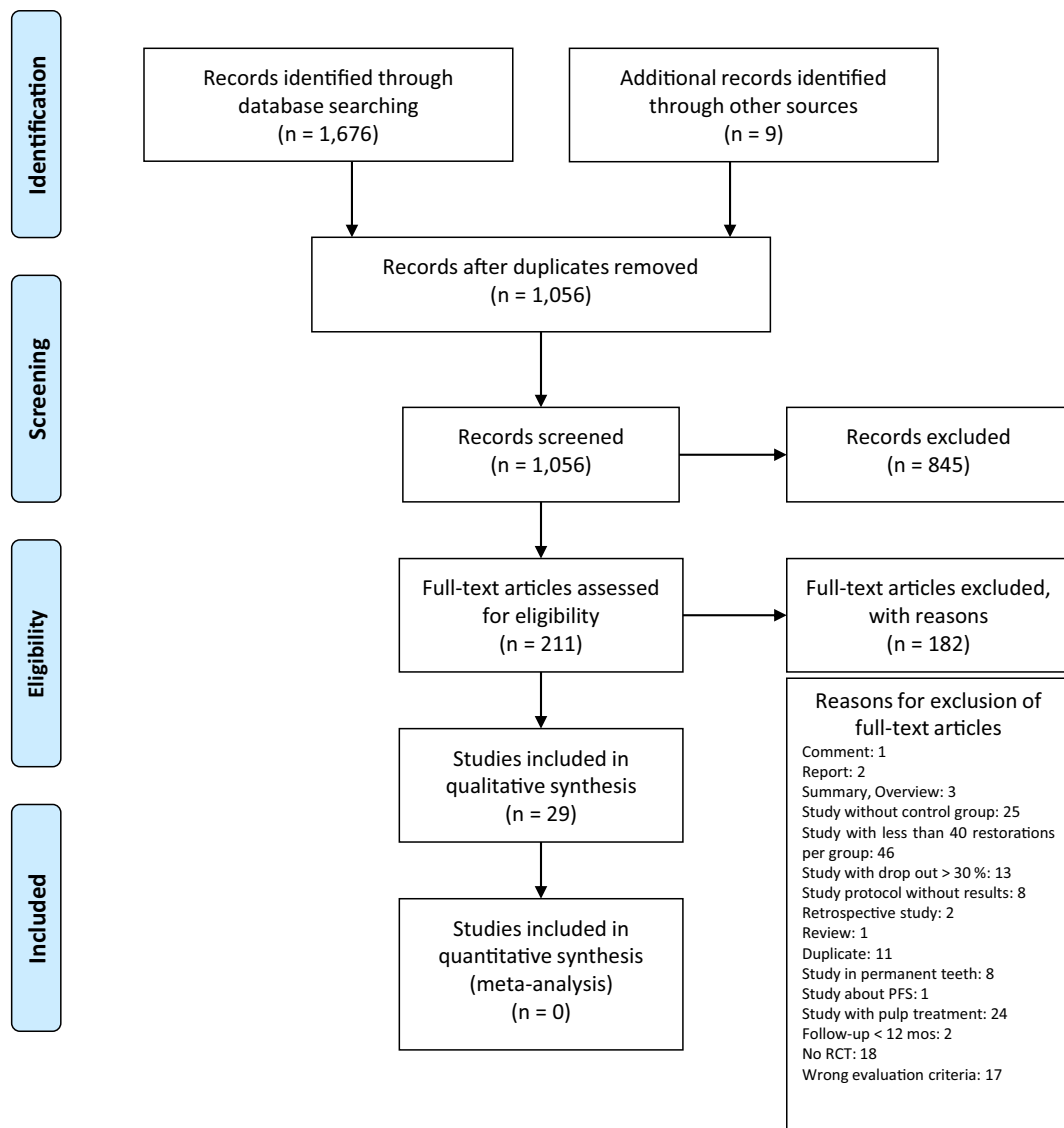 Identification
Records identified through
database searching
(n = 1,676)
Additional records identified
through other sources
(n = 9)
Records after duplicates removed
(n = 1,056)
Screening
Records screened
(n = 1,056)
Records excluded
(n = 845)
Eligibility
Full-text articles assessed
for eligibility
(n = 211)
Full-text articles excluded,
with reasons
(n = 182)
Reasons for exclusion of
full-text articles
Comment: 1
Report: 2
Summary, Overview: 3
Study without control group: 25
Study with less than 40 restorations
per group: 46
Study with drop out > 30 %: 13
Study protocol without results: 8
Retrospective study: 2
Review: 1
Duplicate: 11
Study in permanent teeth: 8
Study about PFS: 1
Study with pulp treatment: 24
Follow-up < 12 mos: 2
No RCT: 18
Wrong evaluation criteria: 17
Studies included in
qualitative synthesis
(n = 29)
Included
Studies included in
quantitative synthesis
(meta-analysis)
(n = 0)